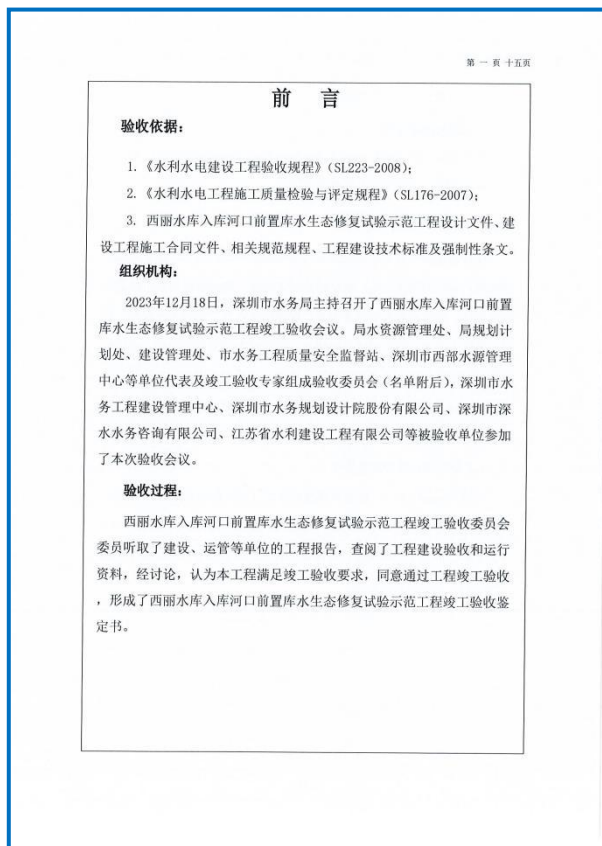 第 一 页 十五页
前 言
验收依据：
1.《水利水电建设工程验收规程》(SL223-2008)；
2.《水利水电工程施工质量检验与评定规程》(SL176-2007)；
3. 西丽水库入库河口前置库水生态修复试验示范工程设计文件、建
设工程施工合同文件、相关规范规程、工程建设技术标准及强制性条文。
组织机构：
2023年12月18日，深圳市水务局主持召开了西丽水库入库河口前置
库水生态修复试验示范工程竣工验收会议。局水资源管理处、局规划计
划处、建设管理处、市水务工程质量安全监督站、深圳市西部水源管理
中心等单位代表及竣工验收专家组成验收委员会（名单附后），深圳市水
务工程建设管理中心、深圳市水务规划设计院股份有限公司、深圳市深
水水务咨询有限公司、江苏省水利建设工程有限公司等被验收单位参加
了本次验收会议。
验收过程：
西丽水库入库河口前置库水生态修复试验示范工程竣工验收委员会
委员听取了建设、运管等单位的工程报告，查阅了工程建设验收和运行
资料，经讨论，认为本工程满足竣工验收要求，同意通过工程竣工验收
，形成了西丽水库入库河口前置库水生态修复试验示范工程竣工验收鉴
定书。